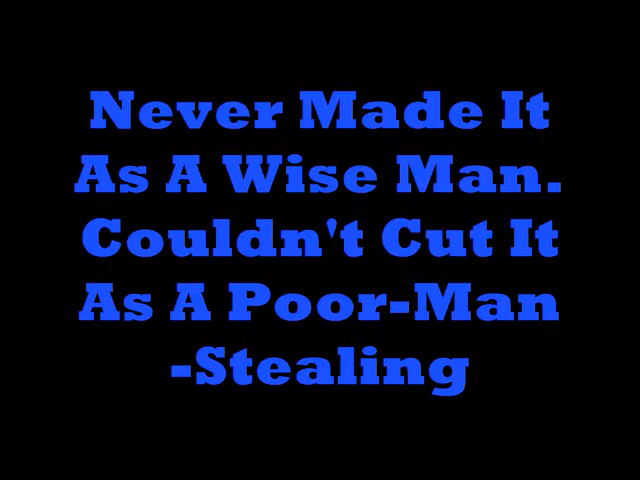 Never Made It
As A Wise Man.
Couldn't Cut It
As A Poor-Man
-Stealing